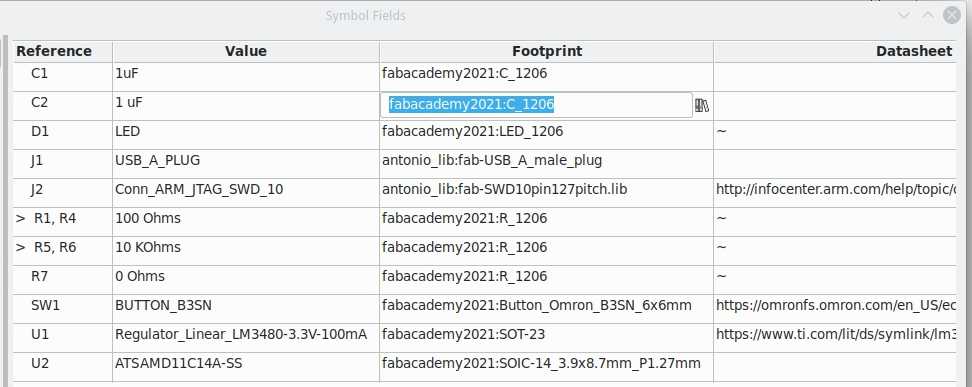 Symbol Fields
Reference Value Footprint Datasheet
C1 1uF fabacademy2021:C_1206
C2 1 uF fabacademy2021:C_1206
D1 LED fabacademy2021:LED_1206 ~
J1 USB_A_PLUG antonio_lib:fab-USB_A_male_plug
J2 Conn_ARM_JTAG_SWD_10 antonio_lib:fab-SWD10pin127pitch.lib http://infocenter.arm.com/help/topic/
> R1, R4 100 Ohms fabacademy2021:R_1206 ~
> R5, R6 10 KOhms fabacademy2021:R_1206 ~
R7 0 Ohms fabacademy2021:R_1206 ~
SW1 BUTTON_B3SN fabacademy2021:Button_Omron_B3SN_6x6mm https://omronfs.omron.com/en_US/ec
U1 Regulator_Linear_LM3480-3.3V-100mA fabacademy2021:SOT-23 https://www.ti.com/lit/ds/symlink/lm3
U2 ATSAMD11C14A-SS fabacademy2021:SOIC-14_3.9x8.7mm_P1.27mm